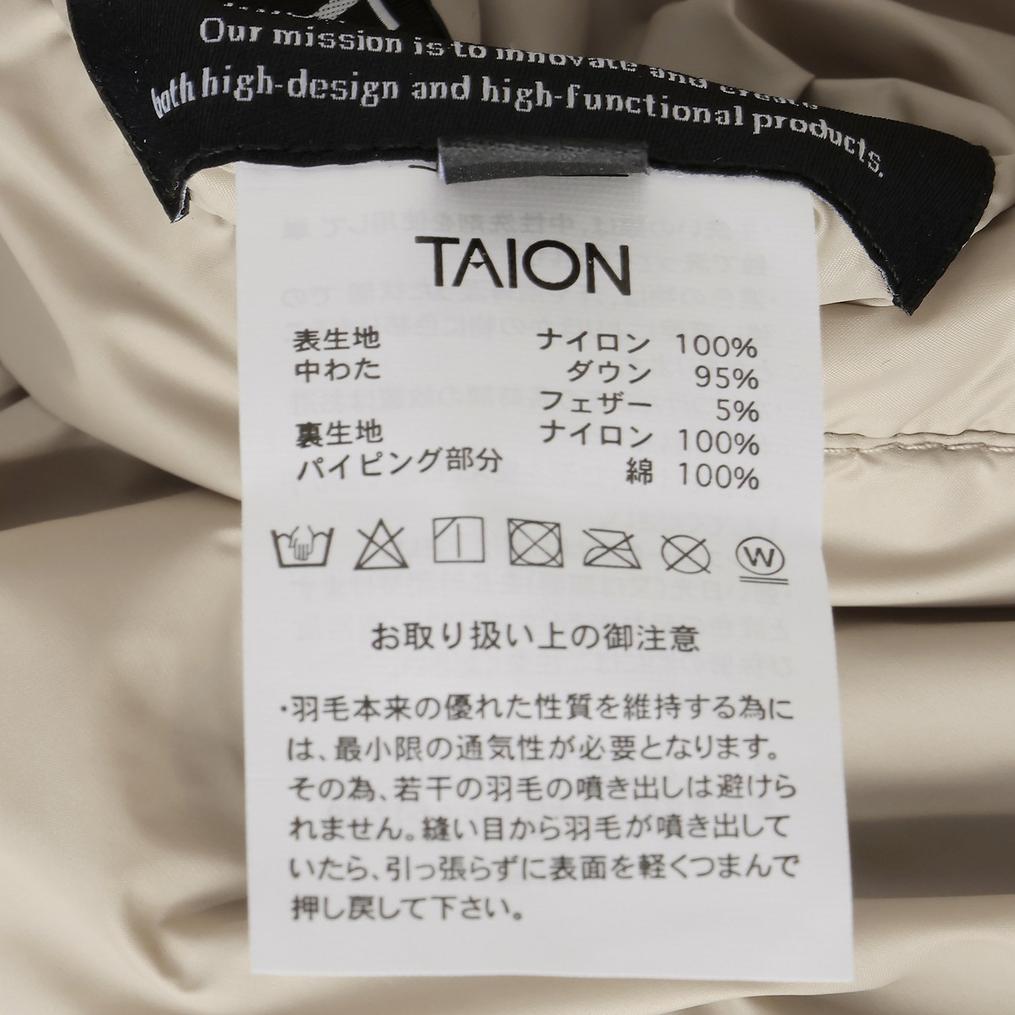 Our mission is to innovate and create
both high-design and high-functional products.
TAION
表生地 ナイロン 100%
中わた ダウン 95%
フェザー 5%
裏生地 ナイロン 100%
パイピング部分 綿 100%
W
お取り扱い上の御注意
・羽毛本来の優れた性質を維持する為に
は、最小限の通気性が必要となります。
その為、若干の羽毛の噴き出しは避けら
れません。縫い目から羽毛が噴き出して
いたら、引っ張らずに表面を軽くつまんで
押し戻して下さい。